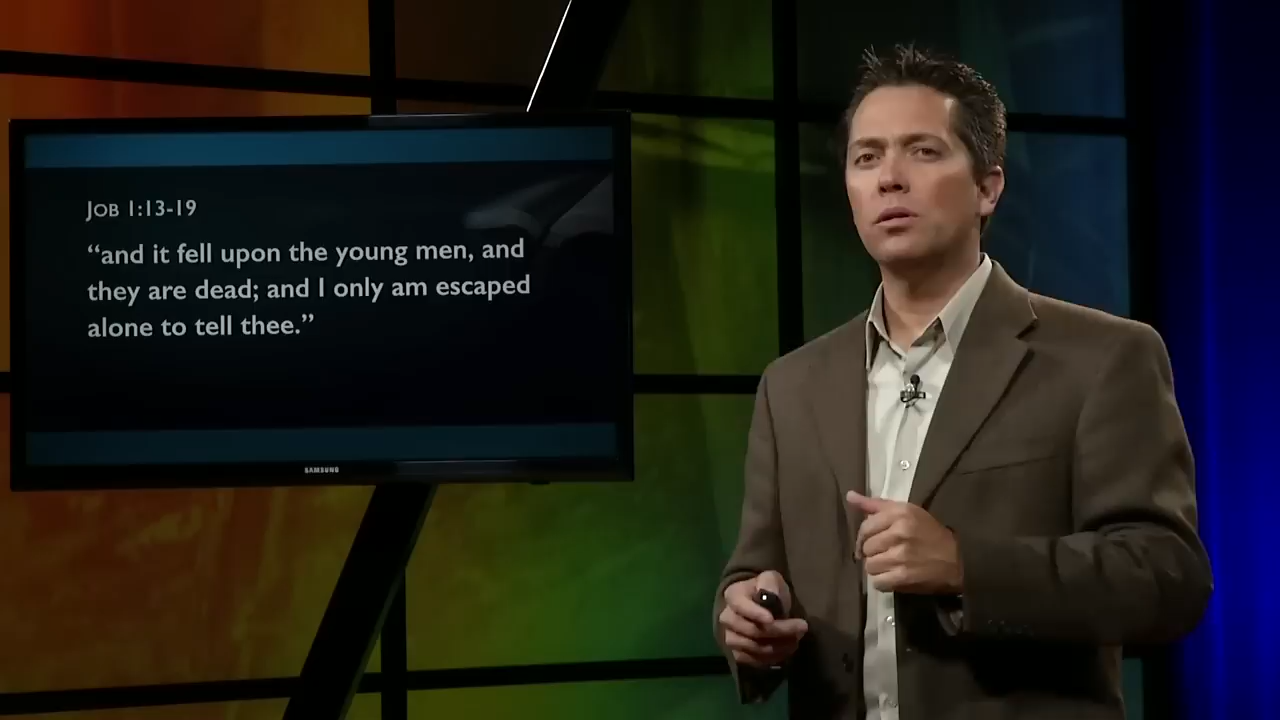 Job 1:13-19
“and it fell upon the young men, and
they are dead; and I only am escaped
alone to tell thee.”
SAMSUNG